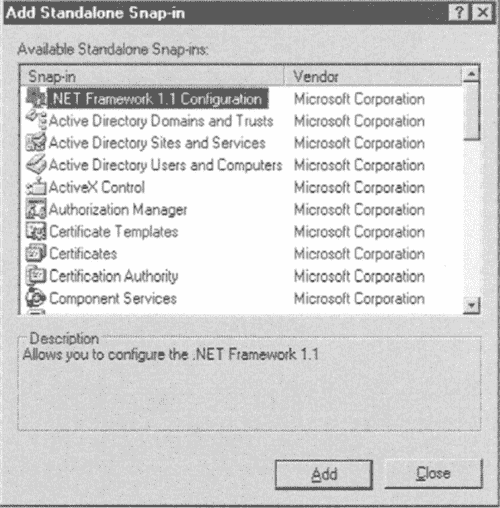 Add Standalone Snap-in
Available Standalone Snap-ins:
Snap-in Vendor
.NET Framework 1.1 Configuration Microsoft Corporation
Active Directory Domains and Trusts Microsoft Corporation
Active Directory Sites and Services Microsoft Corporation
Active Directory Users and Computers Microsoft Corporation
ActiveX Control Microsoft Corporation
Authorization Manager Microsoft Corporation
Certificate Templates Microsoft Corporation
Certificates Microsoft Corporation
Certification Authority Microsoft Corporation
Component Services Microsoft Corporation
Description
Allows you to configure the .NET Framework 1.1
Add Close